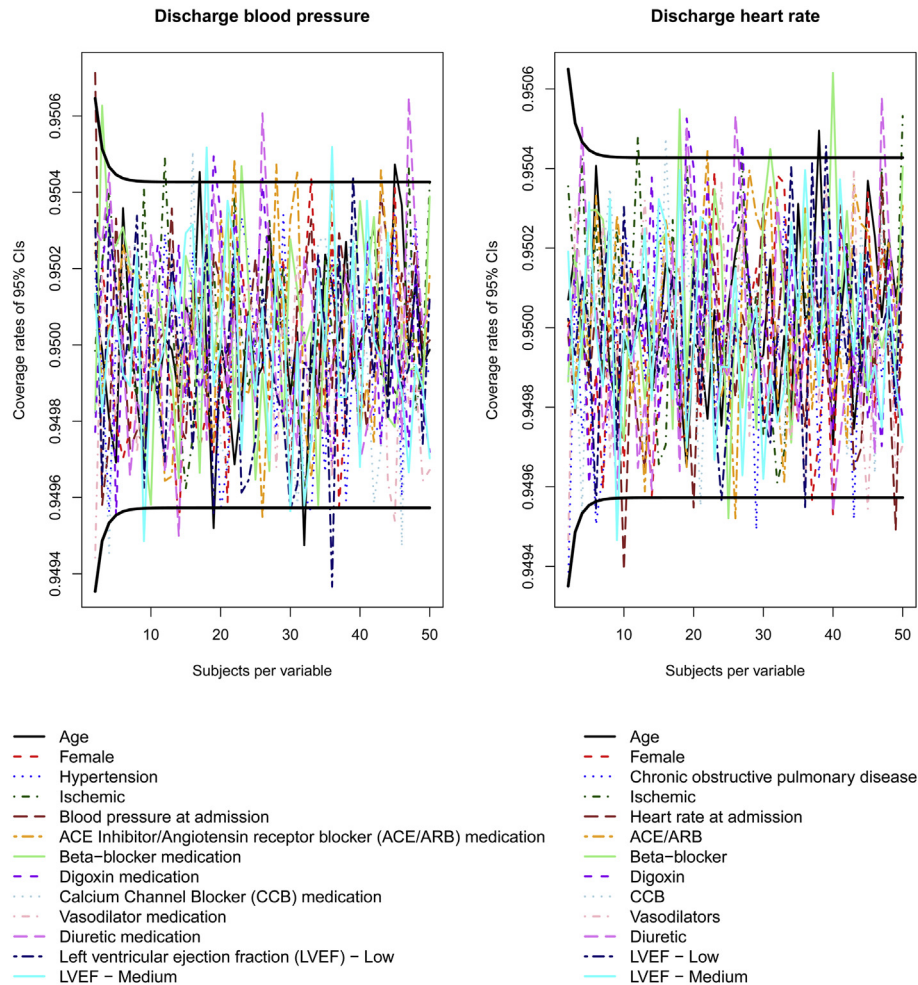 Discharge blood pressure
Discharge heart rate
Coverage rates of 95% CIs
0.9506
0.9504
0.9502
0.9500
0.9498
0.9496
0.9494
10 20 30 40 50
Subjects per variable
Coverage rates of 95% CIs
0.9506
0.9504
0.9502
0.9500
0.9498
0.9496
0.9494
10 20 30 40 50
Subjects per variable
Age
Female
Hypertension
Ischemic
Blood pressure at admission
ACE Inhibitor/Angiotensin receptor blocker (ACE/ARB) medication
Beta−blocker medication
Digoxin medication
Calcium Channel Blocker (CCB) medication
Vasodilator medication
Diuretic medication
Left ventricular ejection fraction (LVEF) − Low
LVEF − Medium
Age
Female
Chronic obstructive pulmonary disease
Ischemic
Heart rate at admission
ACE/ARB
Beta−blocker
Digoxin
CCB
Vasodilators
Diuretic
LVEF − Low
LVEF − Medium